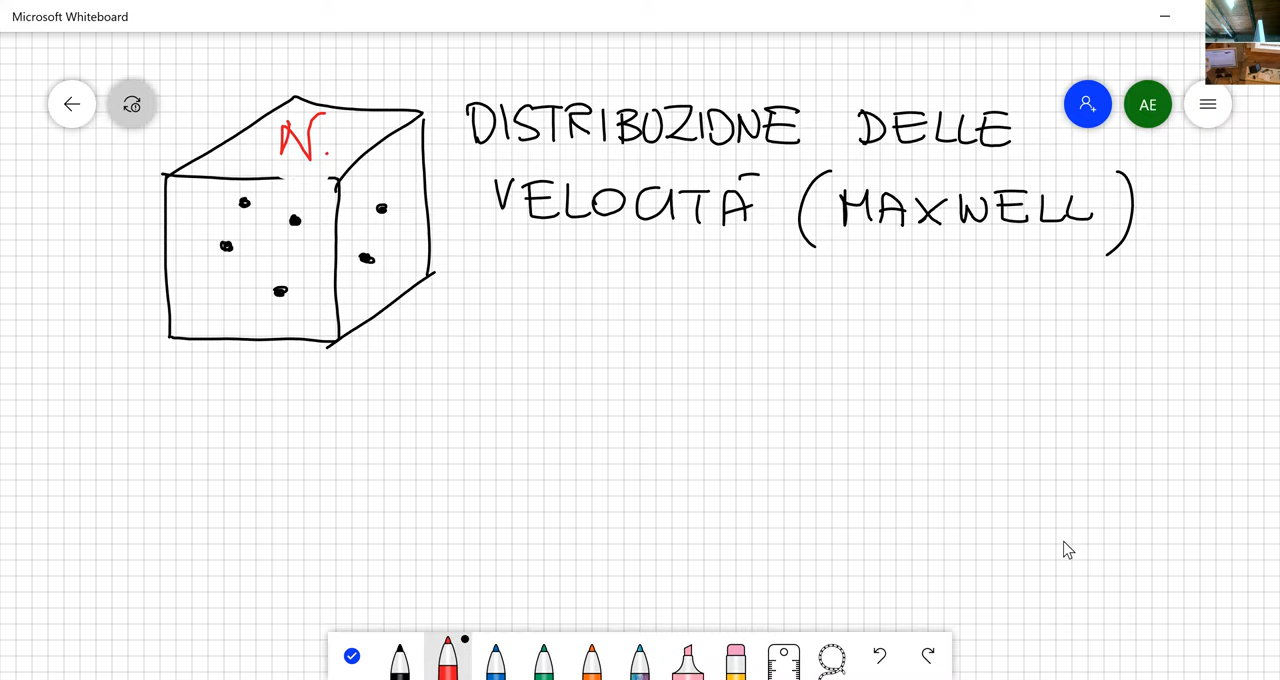 Microsoft Whiteboard
N.
DISTRIBUZIONE DELLE
VELOCITÀ (MAXWELL)
AE